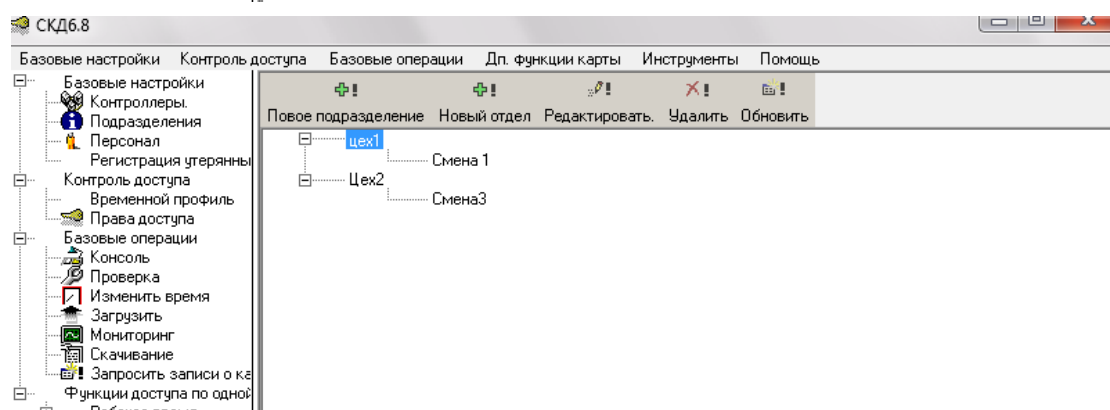 СКД6.8
Базовые настройки Контроль доступа Базовые операции Дп. функции карты Инструменты Помощь
Базовые настройки
Контроллеры.
Подразделения
Персонал
Регистрация утерянны
Контроль доступа
Временной профиль
Права доступа
Базовые операции
Консоль
Проверка
Изменить время
Загрузить
Мониторинг
Скачивание
Запросить записи о ка
Функции доступа по одной
Повое подразделение Новый отдел Редактировать. Удалить Обновить
цех1
Смена 1
Цех2
Смена3